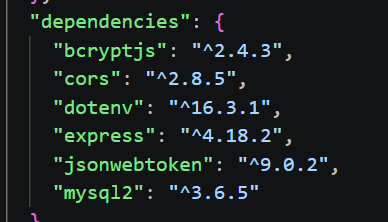 "dependencies": {
"bcryptjs": "^2.4.3",
"cors": "^2.8.5",
"dotenv": "^16.3.1",
"express": "^4.18.2",
"jsonwebtoken": "^9.0.2",
"mysql2": "^3.6.5"
}